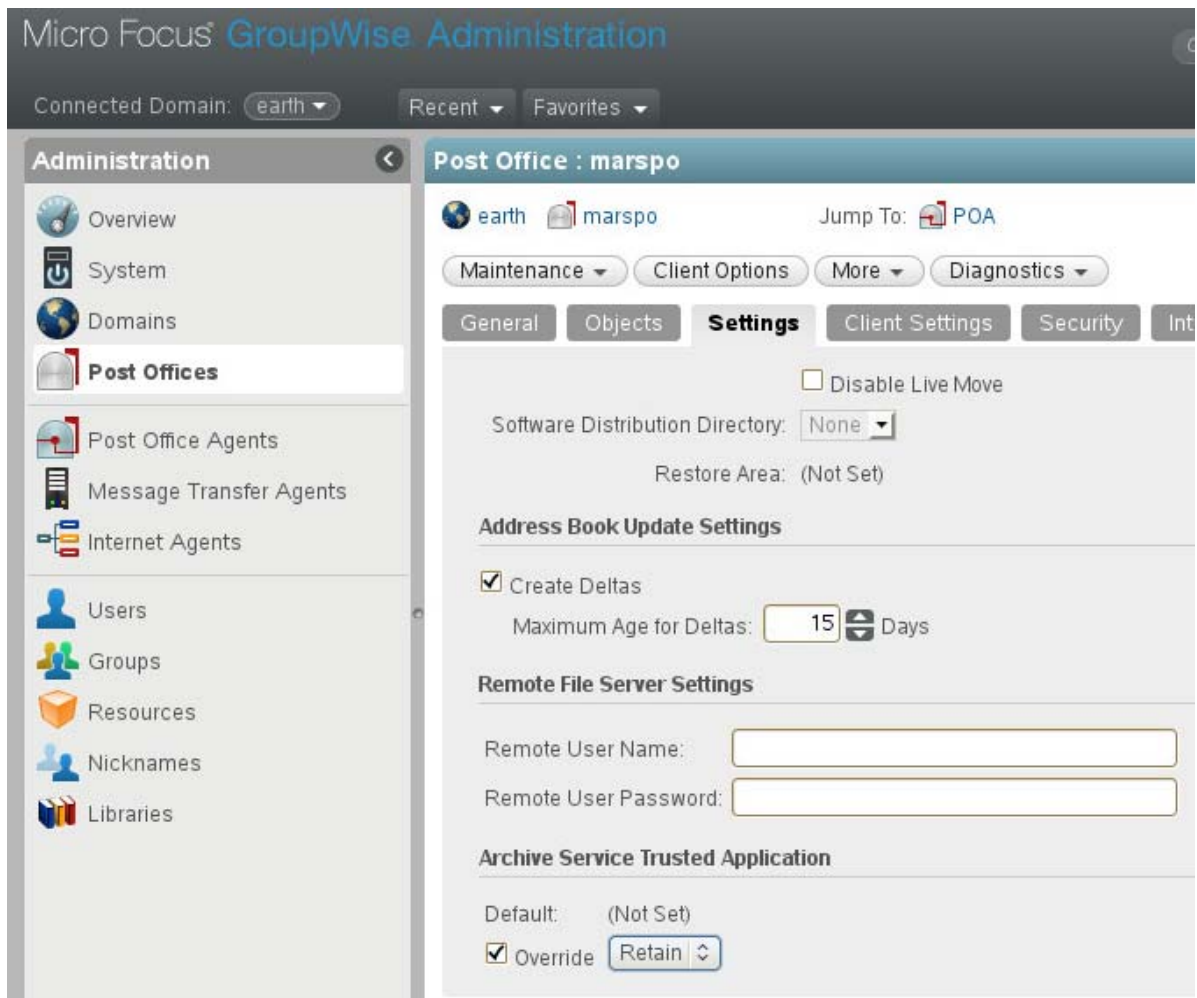 Micro Focus GroupWise Administration
Connected Domain: earth
Recent
Favorites
Administration
Overview
System
Domains
Post Offices
Post Office Agents
Message Transfer Agents
Internet Agents
Users
Groups
Resources
Nicknames
Libraries
Post Office : marspo
earth marspo Jump To: POA
Maintenance Client Options More Diagnostics
General Objects Settings Client Settings Security Int
Disable Live Move
Software Distribution Directory: None
Restore Area: (Not Set)
Address Book Update Settings
Create Deltas
Maximum Age for Deltas: 15 Days
Remote File Server Settings
Remote User Name:
Remote User Password:
Archive Service Trusted Application
Default: (Not Set)
Override Retain